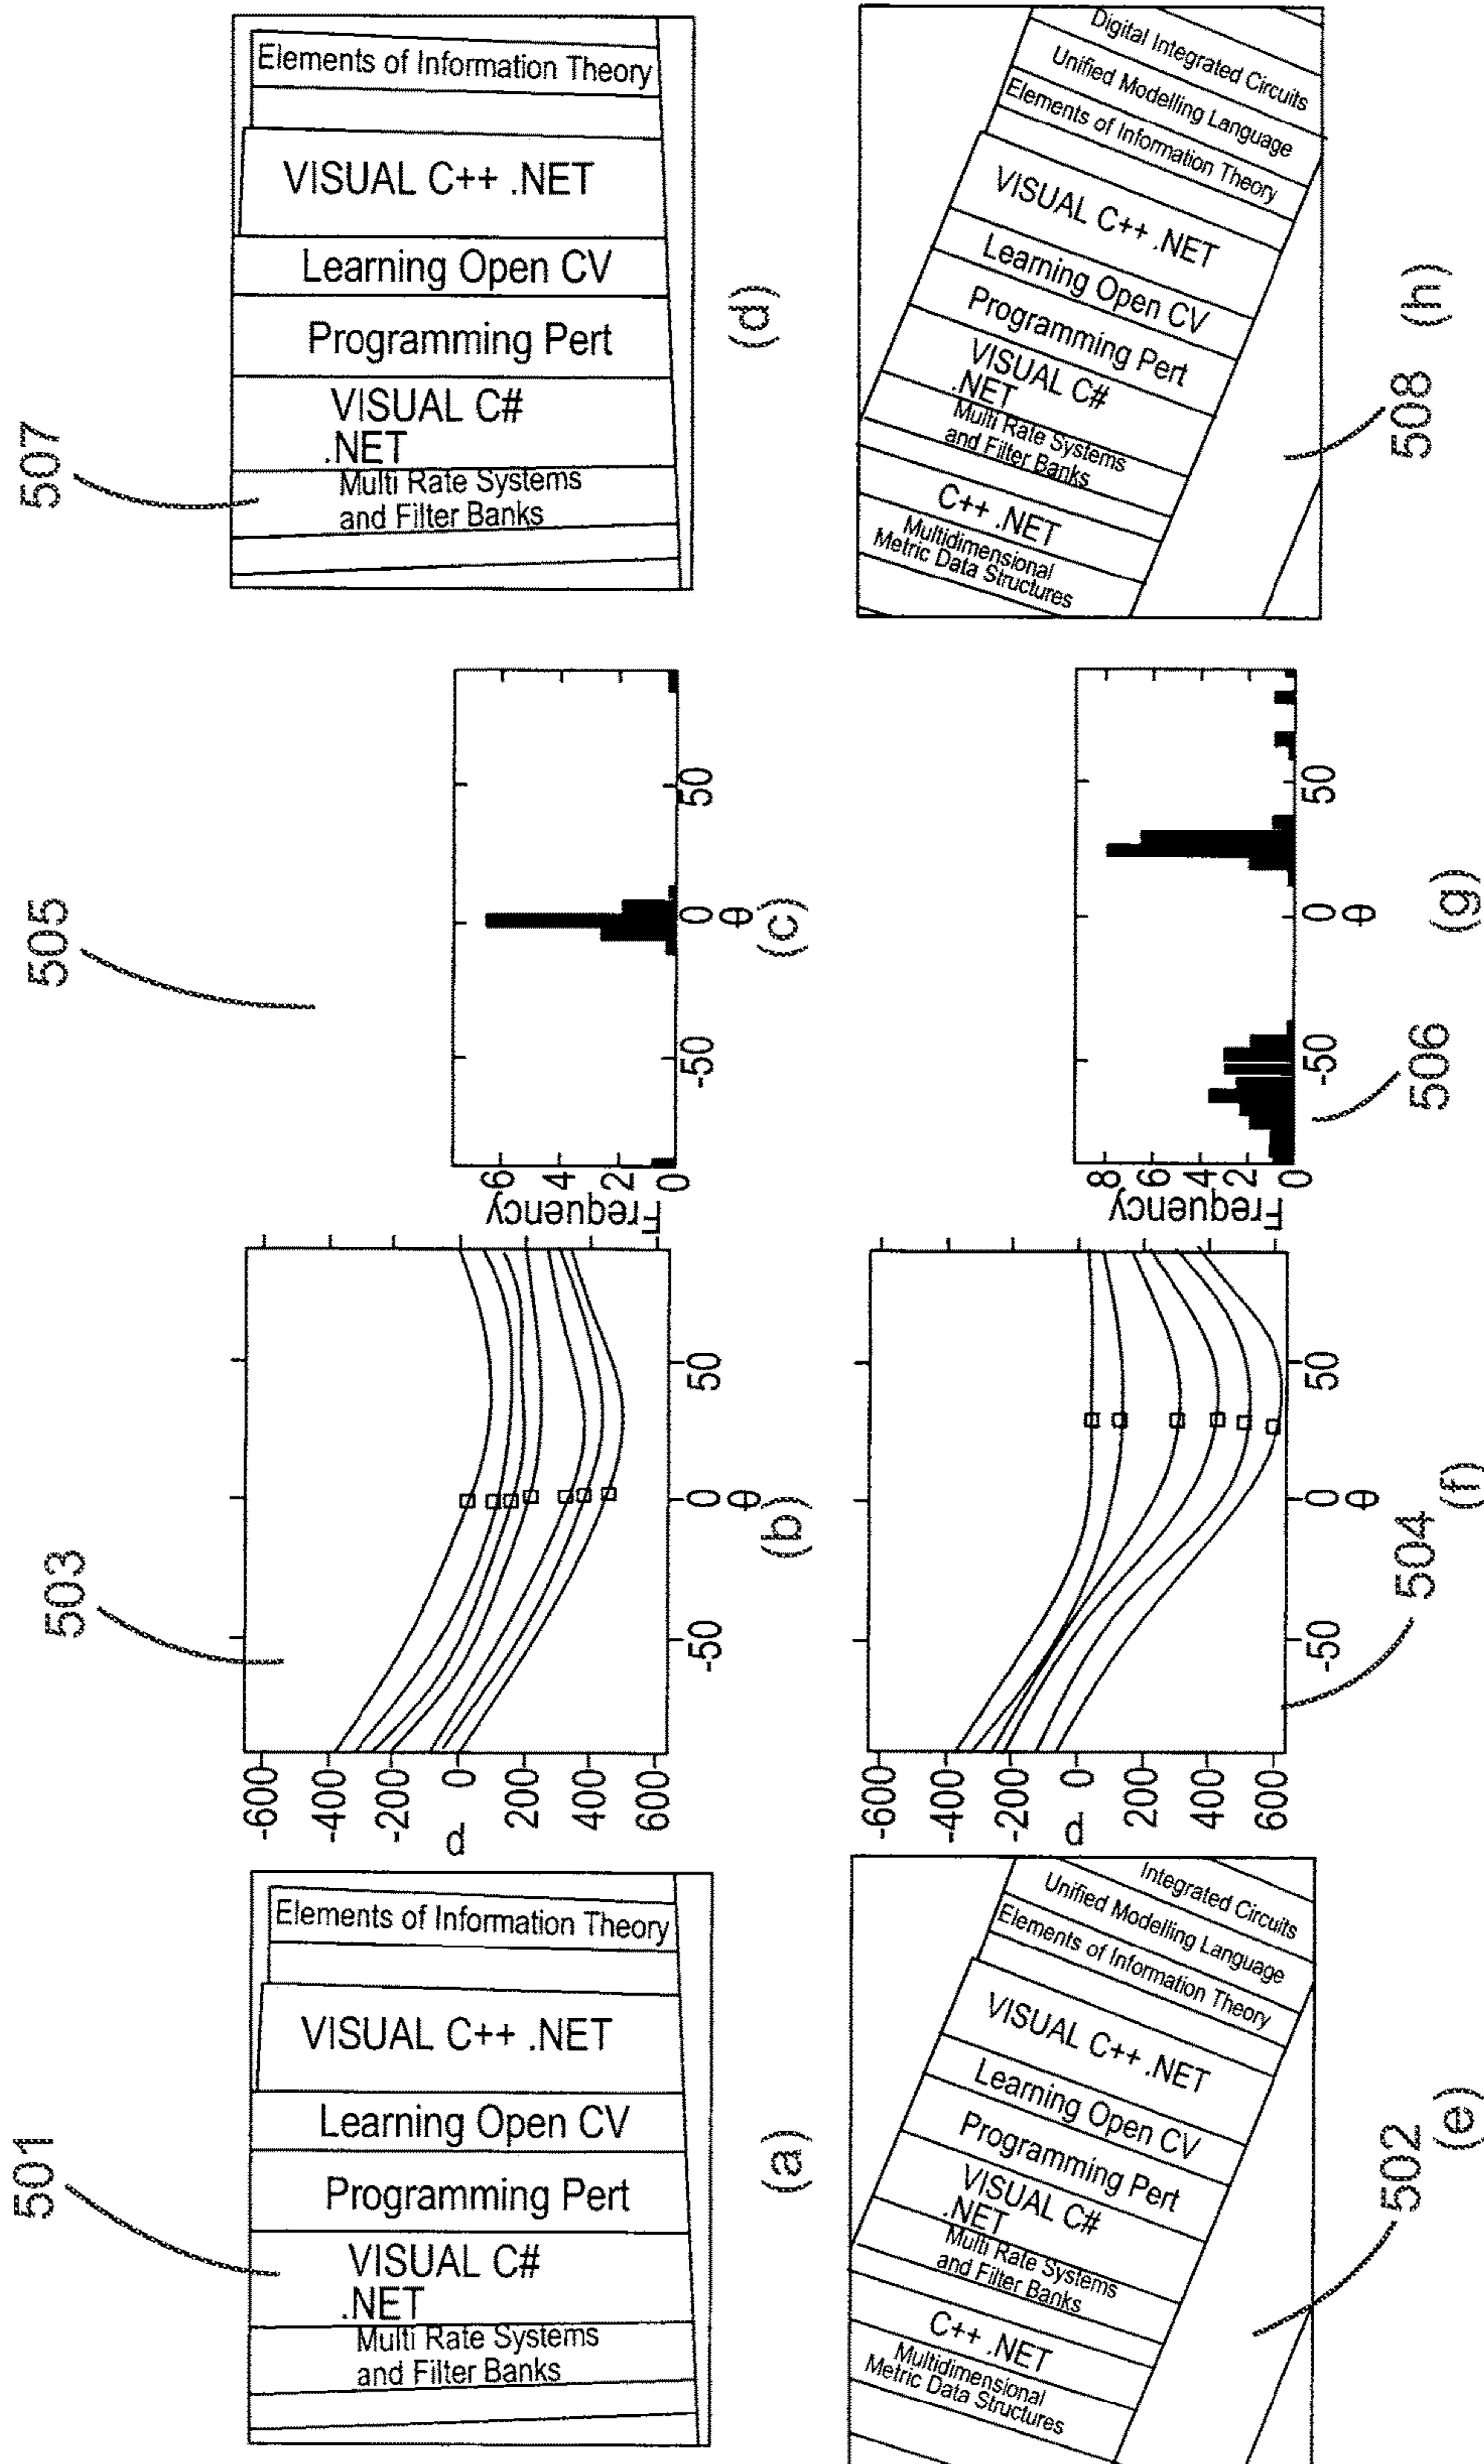 507
Elements of Information Theory
VISUAL C++ .NET
Learning Open CV
Programming Pert
VISUAL C#
.NET
Multi Rate Systems
and Filter Banks
(d)
Digital Integrated Circuits
Unified Modelling Language
Elements of Information Theory
VISUAL C++ .NET
Learning Open CV
Programming Pert
VISUAL C#
.NET
Multi Rate Systems
and Filter Banks
C++ .NET
Multidimensional
Metric Data Structures
508
(h)
505
Frequency
6
4
2
0
-50
0
50
θ
(c)
Frequency
8
6
4
2
0
-50
0
50
θ
506
(g)
503
ρ
-600
-400
-200
0
200
400
600
-50
0
50
θ
(b)
ρ
-600
-400
-200
0
200
400
600
-50
0
50
θ
504
(f)
501
Elements of Information Theory
VISUAL C++ .NET
Learning Open CV
Programming Pert
VISUAL C#
.NET
Multi Rate Systems
and Filter Banks
(a)
Integrated Circuits
Unified Modelling Language
Elements of Information Theory
VISUAL C++ .NET
Learning Open CV
Programming Pert
VISUAL C#
.NET
Multi Rate Systems
and Filter Banks
C++ .NET
Multidimensional
Metric Data Structures
502
(e)